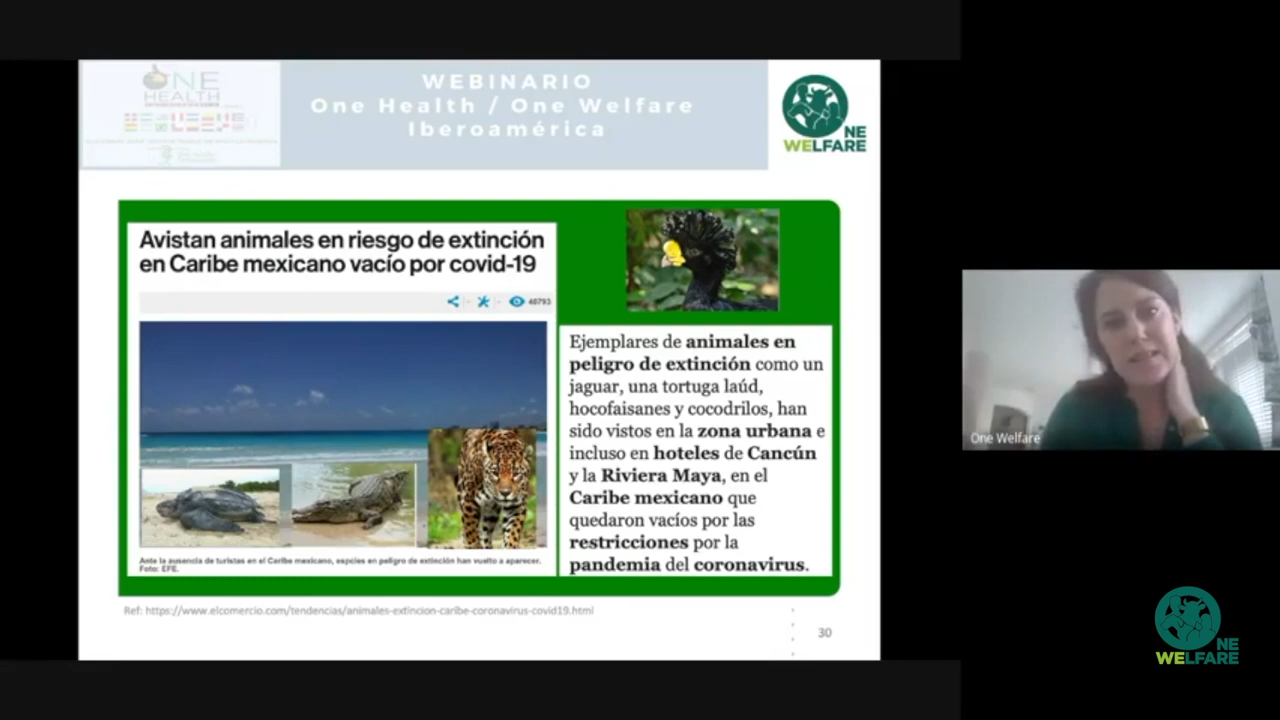 ONE
HEALTH
WEBINARIO
One Health / One Welfare
Iberoamérica
ONE
WELFARE
Avistan animales en riesgo de extinción
en Caribe mexicano vacío por covid-19
40793
Ante la ausencia de turistas en el Caribe mexicano, espcies en peligro de extinción han vuelto a aparecer.
Foto: EFE.
Ejemplares de animales en
peligro de extinción como un
jaguar, una tortuga laúd,
hocofaisanes y cocodrilos, han
sido vistos en la zona urbana e
incluso en hoteles de Cancún
y la Riviera Maya, en el
Caribe mexicano que
quedaron vacíos por las
restricciones por la
pandemia del coronavirus.
Ref: https://www.elcomercio.com/tendencias/animales-extincion-caribe-coronavirus-covid19.html
30
One Welfare
ONE
WELFARE